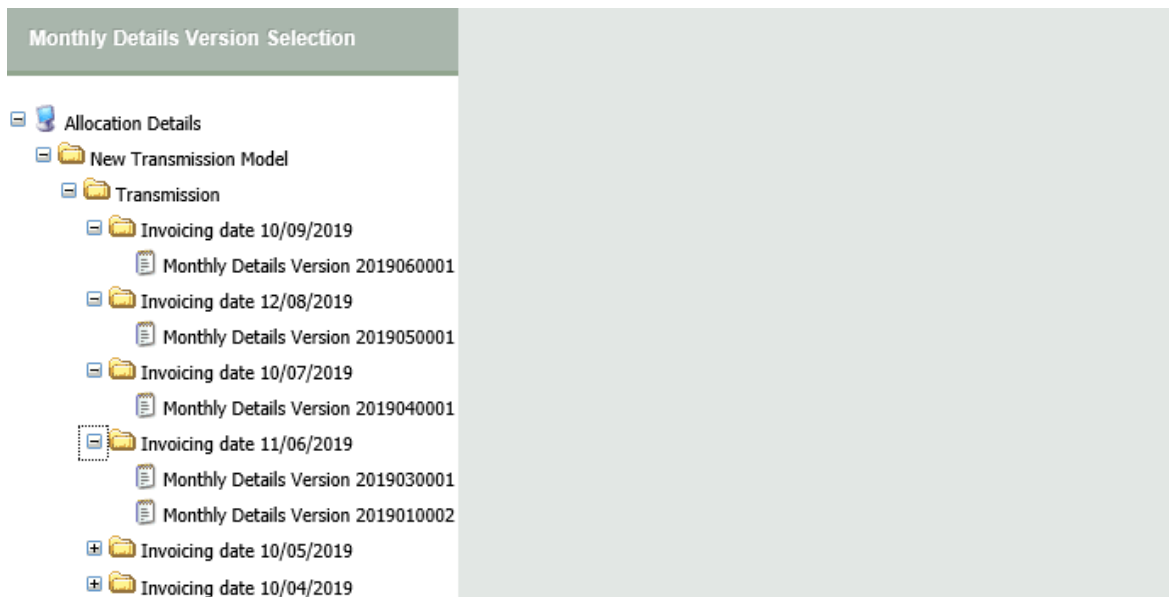 Monthly Details Version Selection
Allocation Details
New Transmission Model
Transmission
Invoicing date 10/09/2019
Monthly Details Version 2019060001
Invoicing date 12/08/2019
Monthly Details Version 2019050001
Invoicing date 10/07/2019
Monthly Details Version 2019040001
Invoicing date 11/06/2019
Monthly Details Version 2019030001
Monthly Details Version 2019010002
Invoicing date 10/05/2019
Invoicing date 10/04/2019